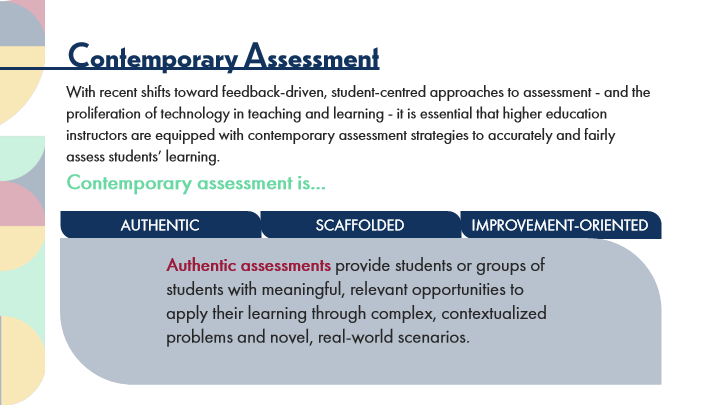 Contemporary Assessment
With recent shifts toward feedback-driven, student-centred approaches to assessment - and the
proliferation of technology in teaching and learning - it is essential that higher education
instructors are equipped with contemporary assessment strategies to accurately and fairly
assess students’ learning.
Contemporary assessment is...
AUTHENTIC
SCAFFOLDED
IMPROVEMENT-ORIENTED
Authentic assessments provide students or groups of
students with meaningful, relevant opportunities to
apply their learning through complex, contextualized
problems and novel, real-world scenarios.